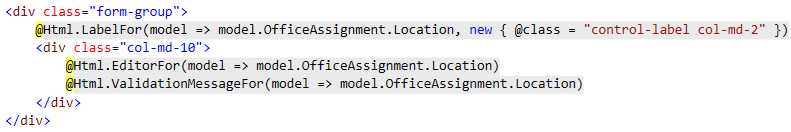 <div class="form-group">
@Html.LabelFor(model => model.OfficeAssignment.Location, new { @class = "control-label col-md-2" })
<div class="col-md-10">
@Html.EditorFor(model => model.OfficeAssignment.Location)
@Html.ValidationMessageFor(model => model.OfficeAssignment.Location)
</div>
</div>